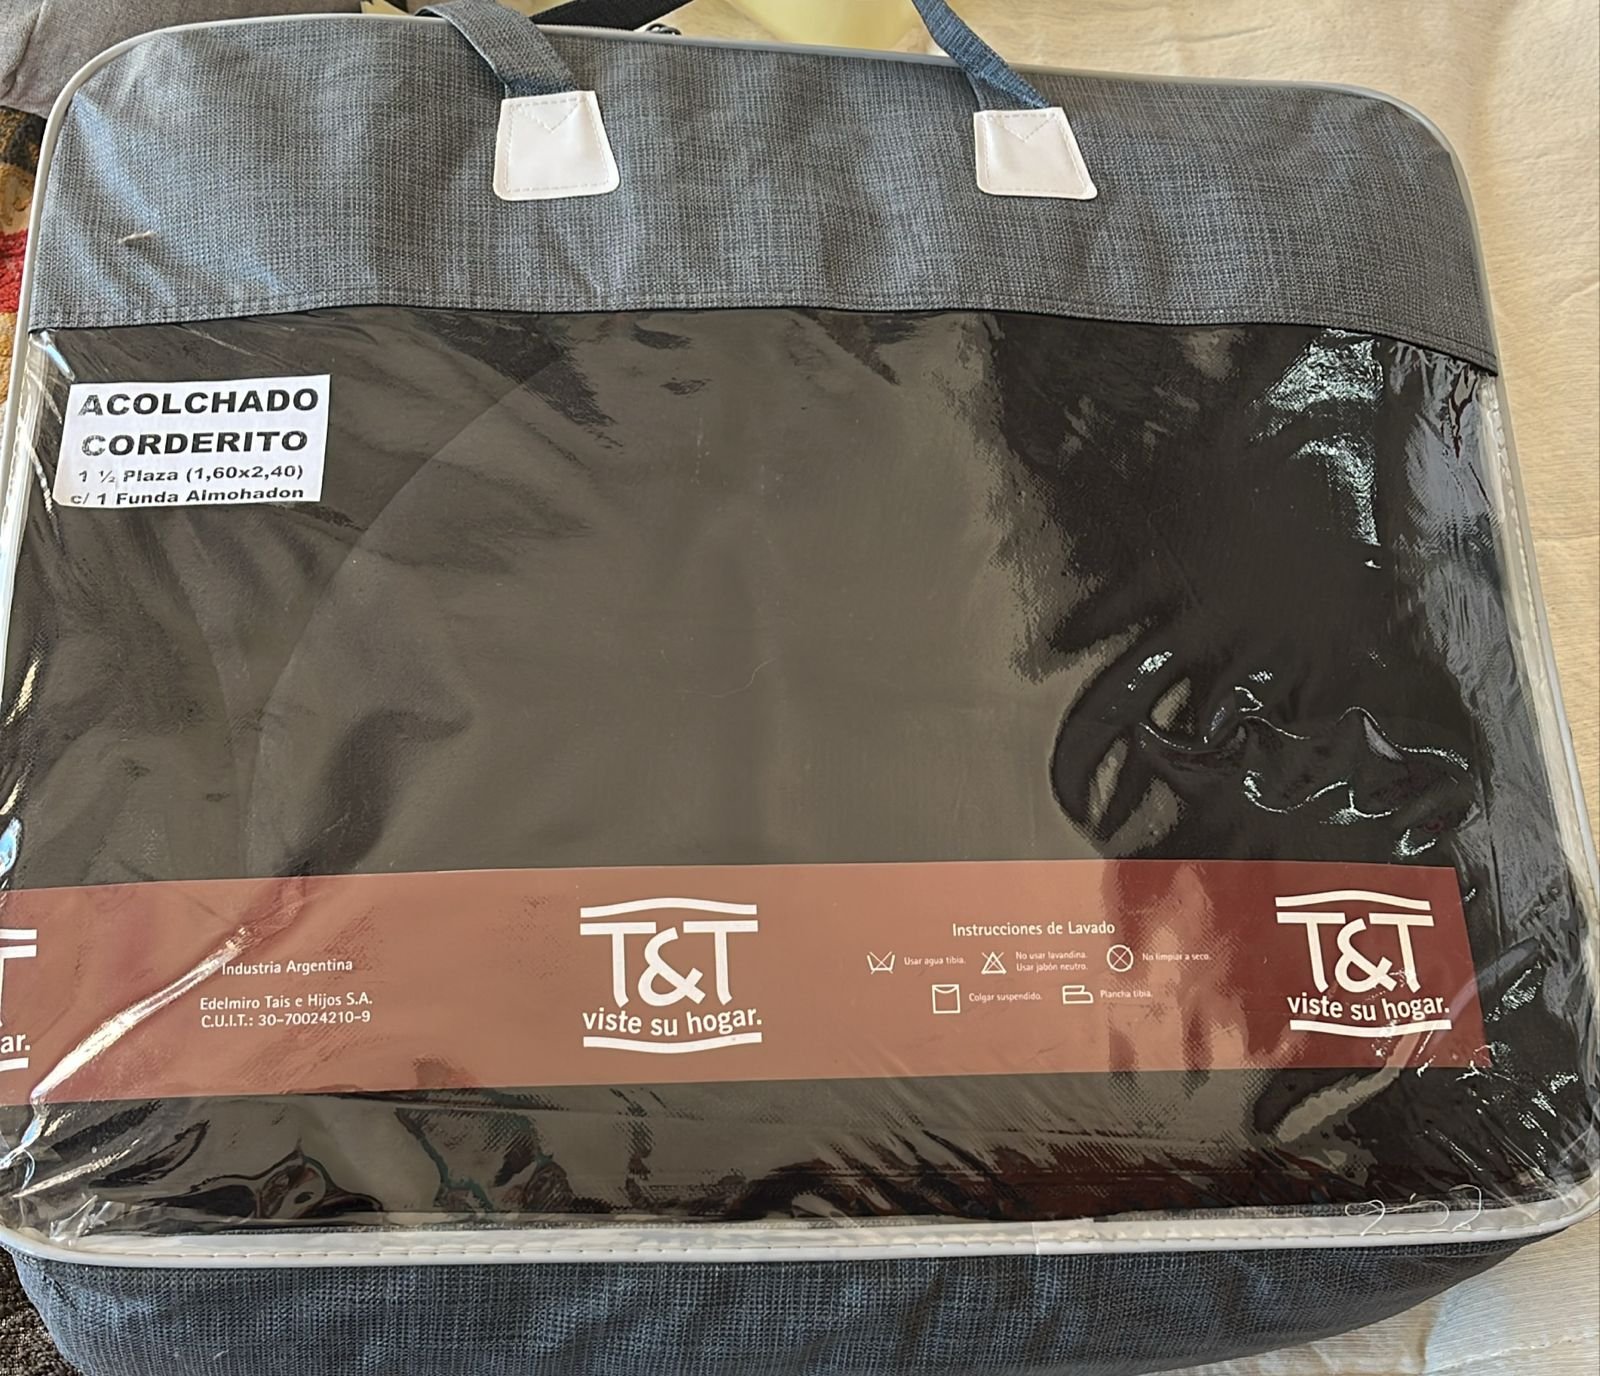 ACOLCHADO
CORDERITO
1 ½ Plaza (1,60x2,40)
c/ 1 Funda Almohadon
ar.
Industria Argentina
Edelmiro Tais e Hijos S.A.
C.U.I.T.: 30-70024210-9
T&T
viste su hogar.
Instrucciones de Lavado
Usar agua tibia.
No usar lavandina.
Usar jabón neutro.
No limpiar a seco.
Colgar suspendido.
Plancha tibia.
T&T
viste su hogar.